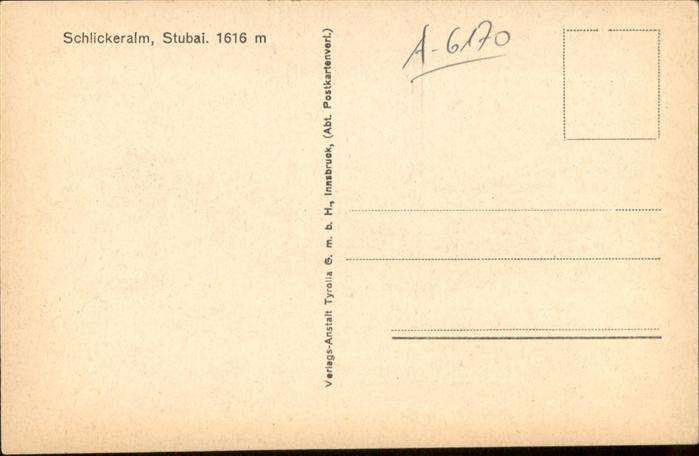 Schlickeralm, Stubai. 1616 m
Verlags-Anstalt Tyrolia G. m. b. H., Innsbruck, (Abt. Postkartenverl.)
A-6170